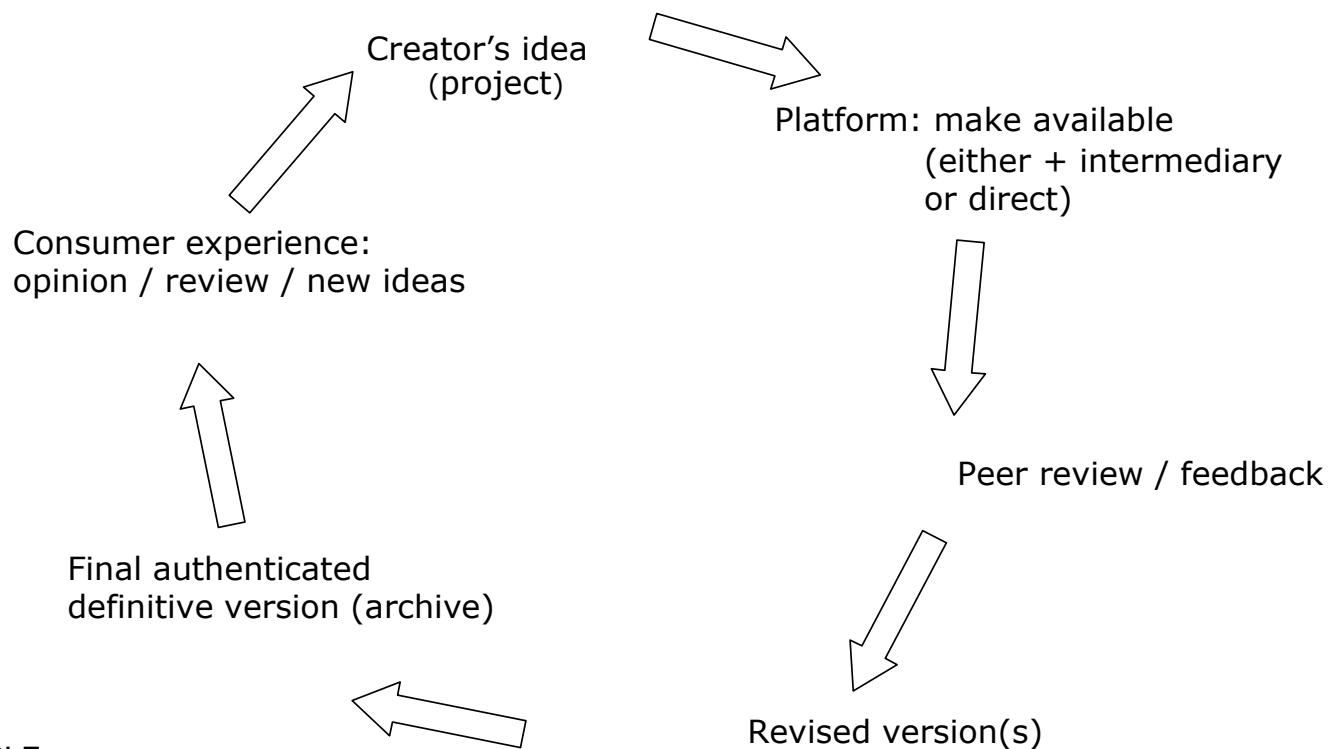 Creator’s idea
(project)
Platform: make available
(either + intermediary
or direct)
Consumer experience:
opinion / review / new ideas
Peer review / feedback
Final authenticated
definitive version (archive)
Revised version(s)